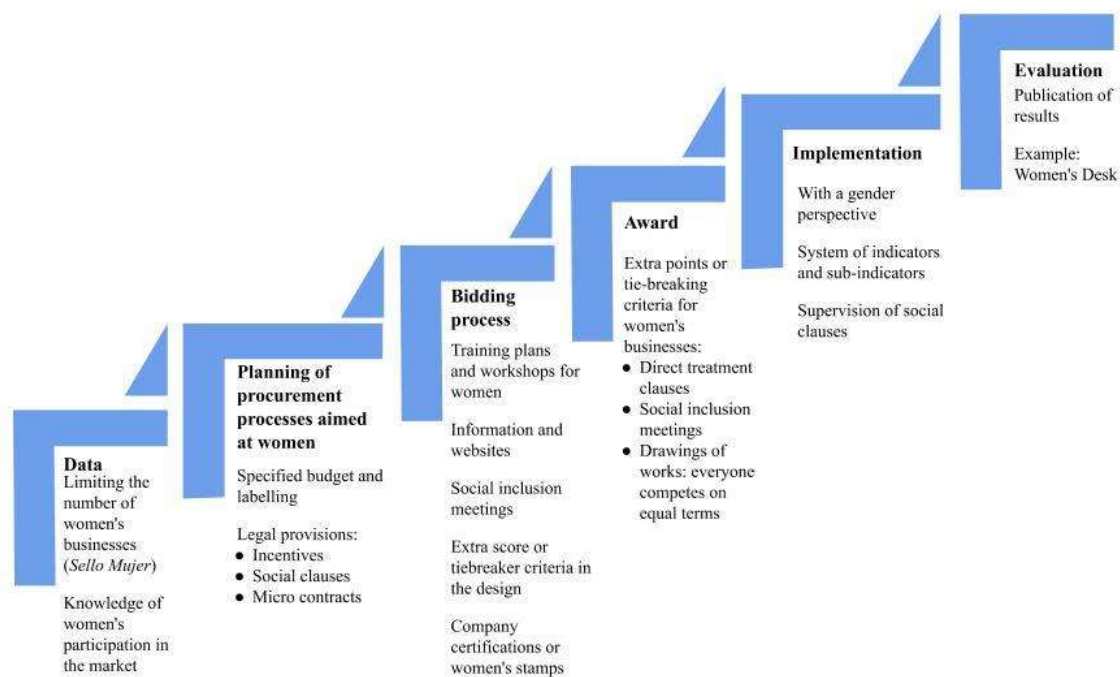 Data
Limiting the
number of
women's
businesses
(Sello Mujer)
Knowledge of
women's
participation in
the market
Planning of
procurement
processes aimed
at women
Specified budget and
labelling
Legal provisions:
● Incentives
● Social clauses
● Micro contracts
Bidding
process
Training plans
and workshops for
women
Information and
websites
Social inclusion
meetings
Extra score or
tiebreaker criteria in
the design
Company
certifications or
women's stamps
Award
Extra points or
tie-breaking
criteria for
women's
businesses:
● Direct treatment
clauses
● Social inclusion
meetings
● Drawings of
works: everyone
competes on
equal terms
Implementation
With a gender
perspective
System of indicators
and sub-indicators
Supervision of social
clauses
Evaluation
Publication of
results
Example:
Women's Desk